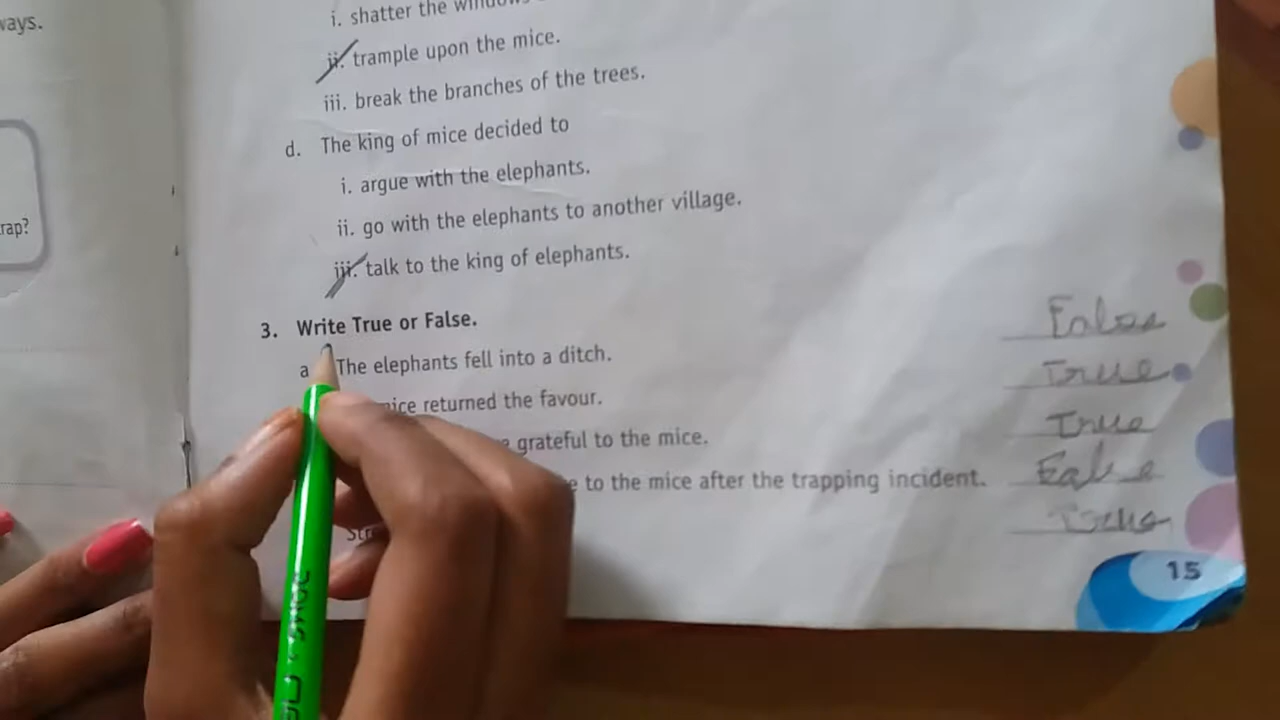 ways.
i. shatter the windows
ii. trample upon the mice.
iii. break the branches of the trees.
d. The king of mice decided to
i. argue with the elephants.
ii. go with the elephants to another village.
rap?
iii. talk to the king of elephants.
3. Write True or False.
False
a The elephants fell into a ditch.
True
mice returned the favour.
True
grateful to the mice.
False
to the mice after the trapping incident.
True
15